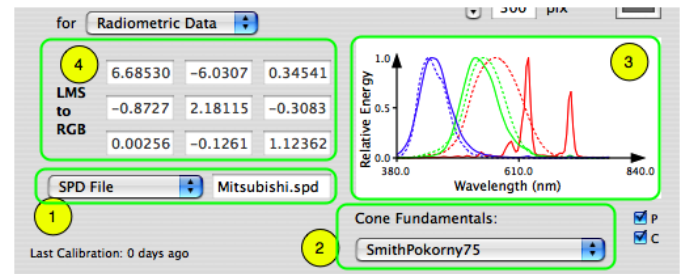 for Radiometric Data 300 pix
4 3
6.68530 −6.0307 0.34541
LMS to RGB
−0.8727 2.18115 −0.3083
0.00256 −0.1261 1.12362
Relative Energy
1.0
0.5
0.0
380.0 610.0 840.0
Wavelength (nm)
SPD File Mitsubishi.spd
1
Cone Fundamentals:
P
2 SmithPokorny75
C
Last Calibration: 0 days ago